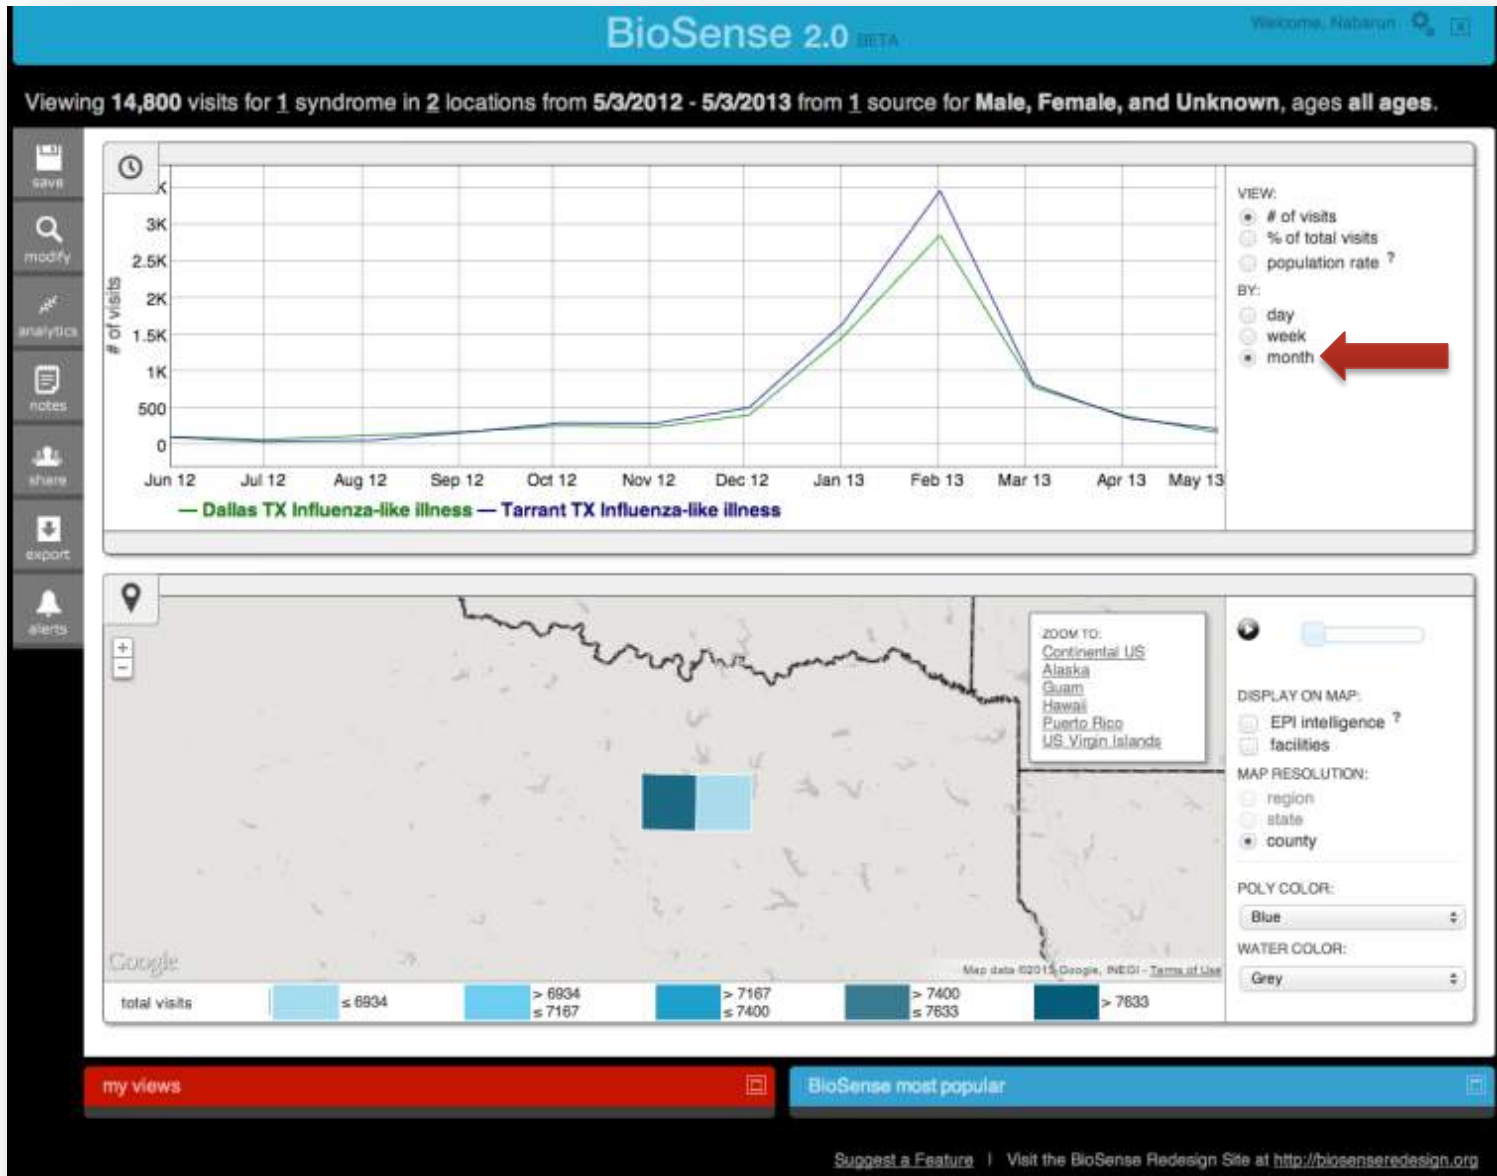 BioSense 2.0 BETA
Welcome, Nabarun
Viewing 14,800 visits for 1 syndrome in 2 locations from 5/3/2012 - 5/3/2013 from 1 source for Male, Female, and Unknown, ages all ages.
save
modify
analytics
notes
share
export
alerts
# of visits
K
3K
2.5K
2K
1.5K
1K
500
0
Jun 12 Jul 12 Aug 12 Sep 12 Oct 12 Nov 12 Dec 12 Jan 13 Feb 13 Mar 13 Apr 13 May 13
Dallas TX Influenza-like illness Tarrant TX Influenza-like illness
VIEW:
# of visits
% of total visits
population rate ?
BY:
day
week
month
+
−
ZOOM TO:
Continental US
Alaska
Guam
Hawaii
Puerto Rico
US Virgin Islands
Google
Map data ©2013 Google, INEGI - Terms of Use
total visits
≤ 6934
> 6934
≤ 7167
> 7167
≤ 7400
> 7400
≤ 7633
> 7633
DISPLAY ON MAP:
EPI intelligence ?
facilities
MAP RESOLUTION:
region
state
county
POLY COLOR:
Blue
WATER COLOR:
Grey
my views
BioSense most popular
Suggest a Feature | Visit the BioSense Redesign Site at http://biosenseredesign.org